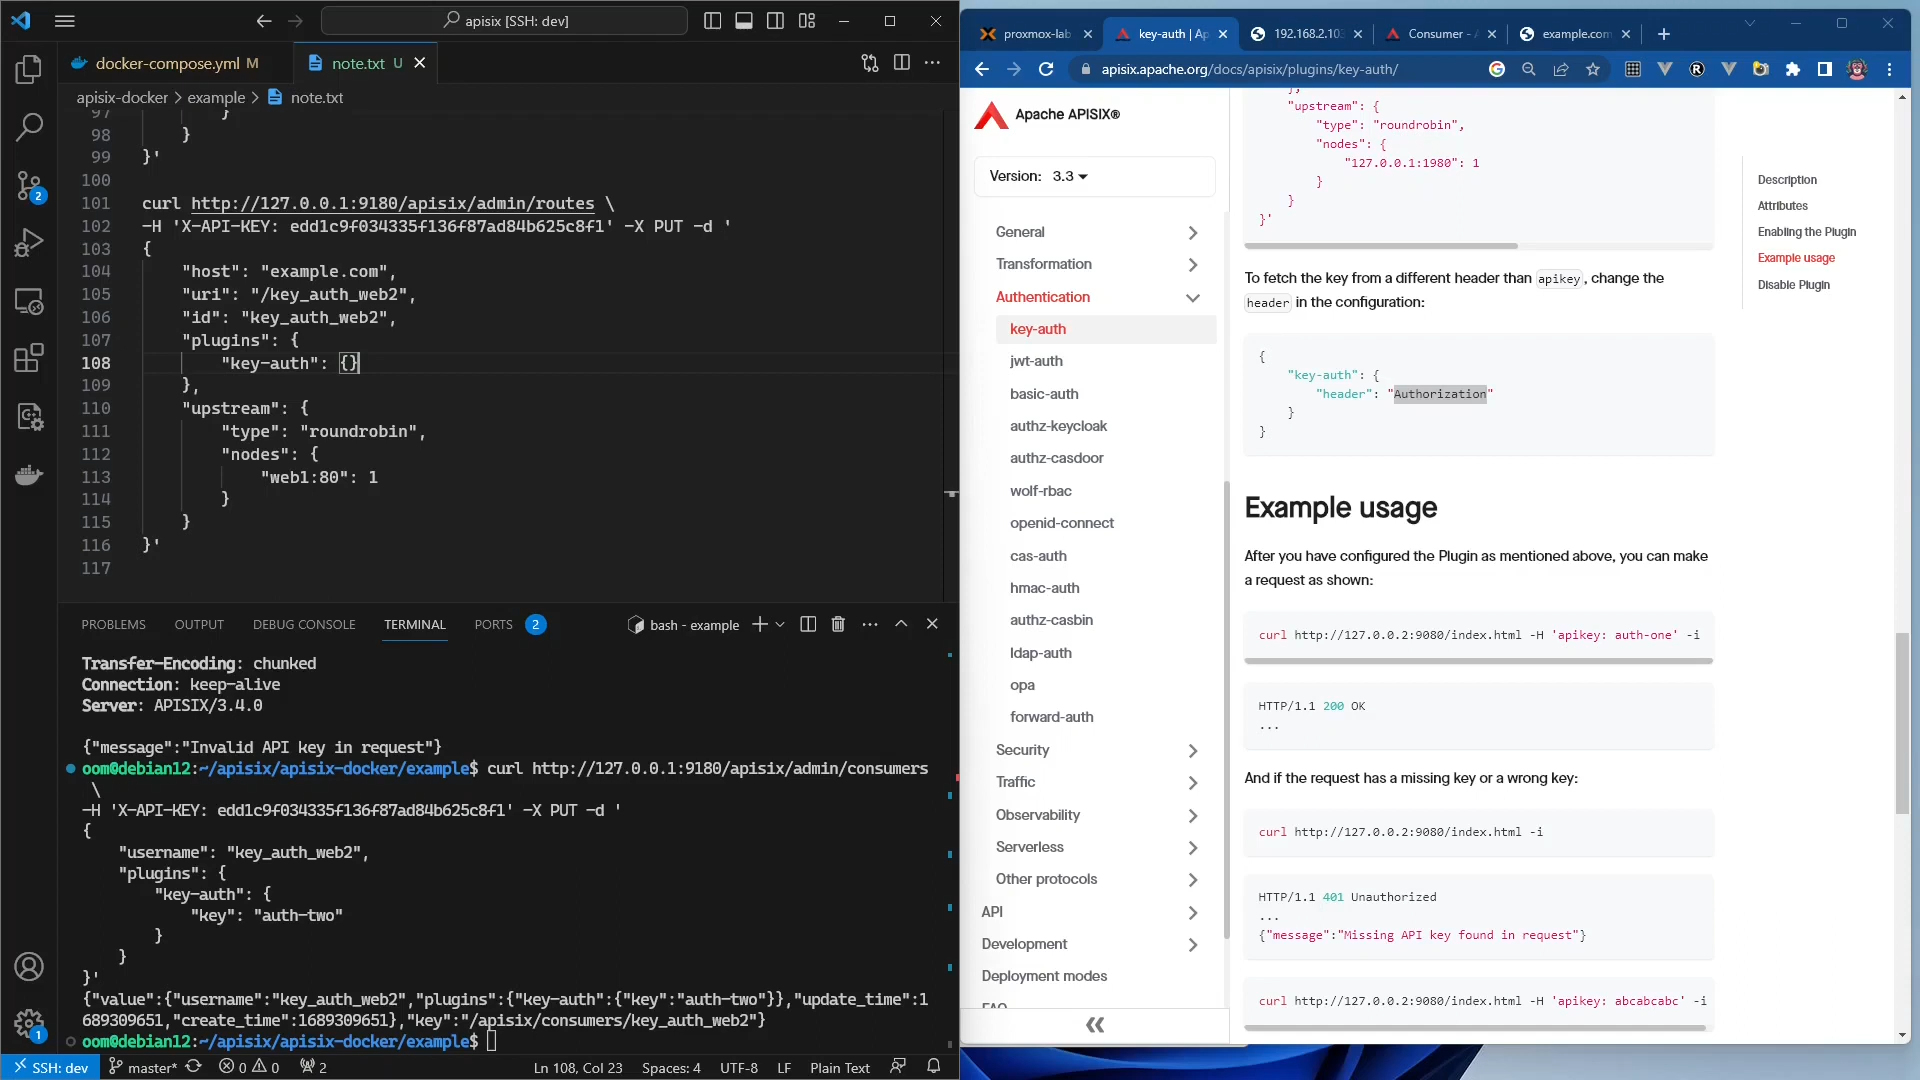 apisix [SSH: dev]
docker-compose.yml M
note.txt U
apisix-docker > example > note.txt
97 }
98 }
99 }'
100
101 curl http://127.0.0.1:9180/apisix/admin/routes \
102 -H 'X-API-KEY: edd1c9f034335f136f87ad84b625c8f1' -X PUT -d '
103 {
104 "host": "example.com",
105 "uri": "/key_auth_web2",
106 "id": "key_auth_web2",
107 "plugins": {
108 "key-auth": {}
109 },
110 "upstream": {
111 "type": "roundrobin",
112 "nodes": {
113 "web1:80": 1
114 }
115 }
116 }'
117
PROBLEMS OUTPUT DEBUG CONSOLE TERMINAL PORTS 2 bash - example
Transfer-Encoding: chunked
Connection: keep-alive
Server: APISIX/3.4.0
{"message":"Invalid API key in request"}
oom@debian12:~/apisix/apisix-docker/example$ curl http://127.0.0.1:9180/apisix/admin/consumers
\
-H 'X-API-KEY: edd1c9f034335f136f87ad84b625c8f1' -X PUT -d '
{
"username": "key_auth_web2",
"plugins": {
"key-auth": {
"key": "auth-two"
}
}
}'
{"value":{"username":"key_auth_web2","plugins":{"key-auth":{"key":"auth-two"}},"update_time":1
689309651,"create_time":1689309651},"key":"/apisix/consumers/key_auth_web2"}
oom@debian12:~/apisix/apisix-docker/example$
2
1
SSH: dev master* 0 0 2 Ln 108, Col 23 Spaces: 4 UTF-8 LF Plain Text
proxmox-lab
key-auth | Ap
192.168.2.103
Consumer - A
example.com
apisix.apache.org/docs/apisix/plugins/key-auth/
Apache APISIX®
Version: 3.3
General
Transformation
Authentication
key-auth
jwt-auth
basic-auth
authz-keycloak
authz-casdoor
wolf-rbac
openid-connect
cas-auth
hmac-auth
authz-casbin
ldap-auth
opa
forward-auth
Security
Traffic
Observability
Serverless
Other protocols
API
Development
Deployment modes
FAQ
«
},
"upstream": {
"type": "roundrobin",
"nodes": {
"127.0.0.1:1980": 1
}
}
}'
To fetch the key from a different header than apikey, change the
header in the configuration:
{
"key-auth": {
"header": "Authorization"
}
}
Example usage
After you have configured the Plugin as mentioned above, you can make
a request as shown:
curl http://127.0.0.2:9080/index.html -H 'apikey: auth-one' -i
HTTP/1.1 200 OK
...
And if the request has a missing key or a wrong key:
curl http://127.0.0.2:9080/index.html -i
HTTP/1.1 401 Unauthorized
...
{"message":"Missing API key found in request"}
curl http://127.0.0.2:9080/index.html -H 'apikey: abcabcabc' -i
Description
Attributes
Enabling the Plugin
Example usage
Disable Plugin